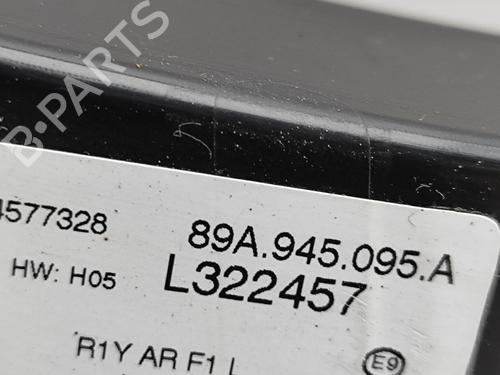 B-PARTS
4577328
89A.945.095.A
HW: H05
L322457
R1Y AR F1 L
E9